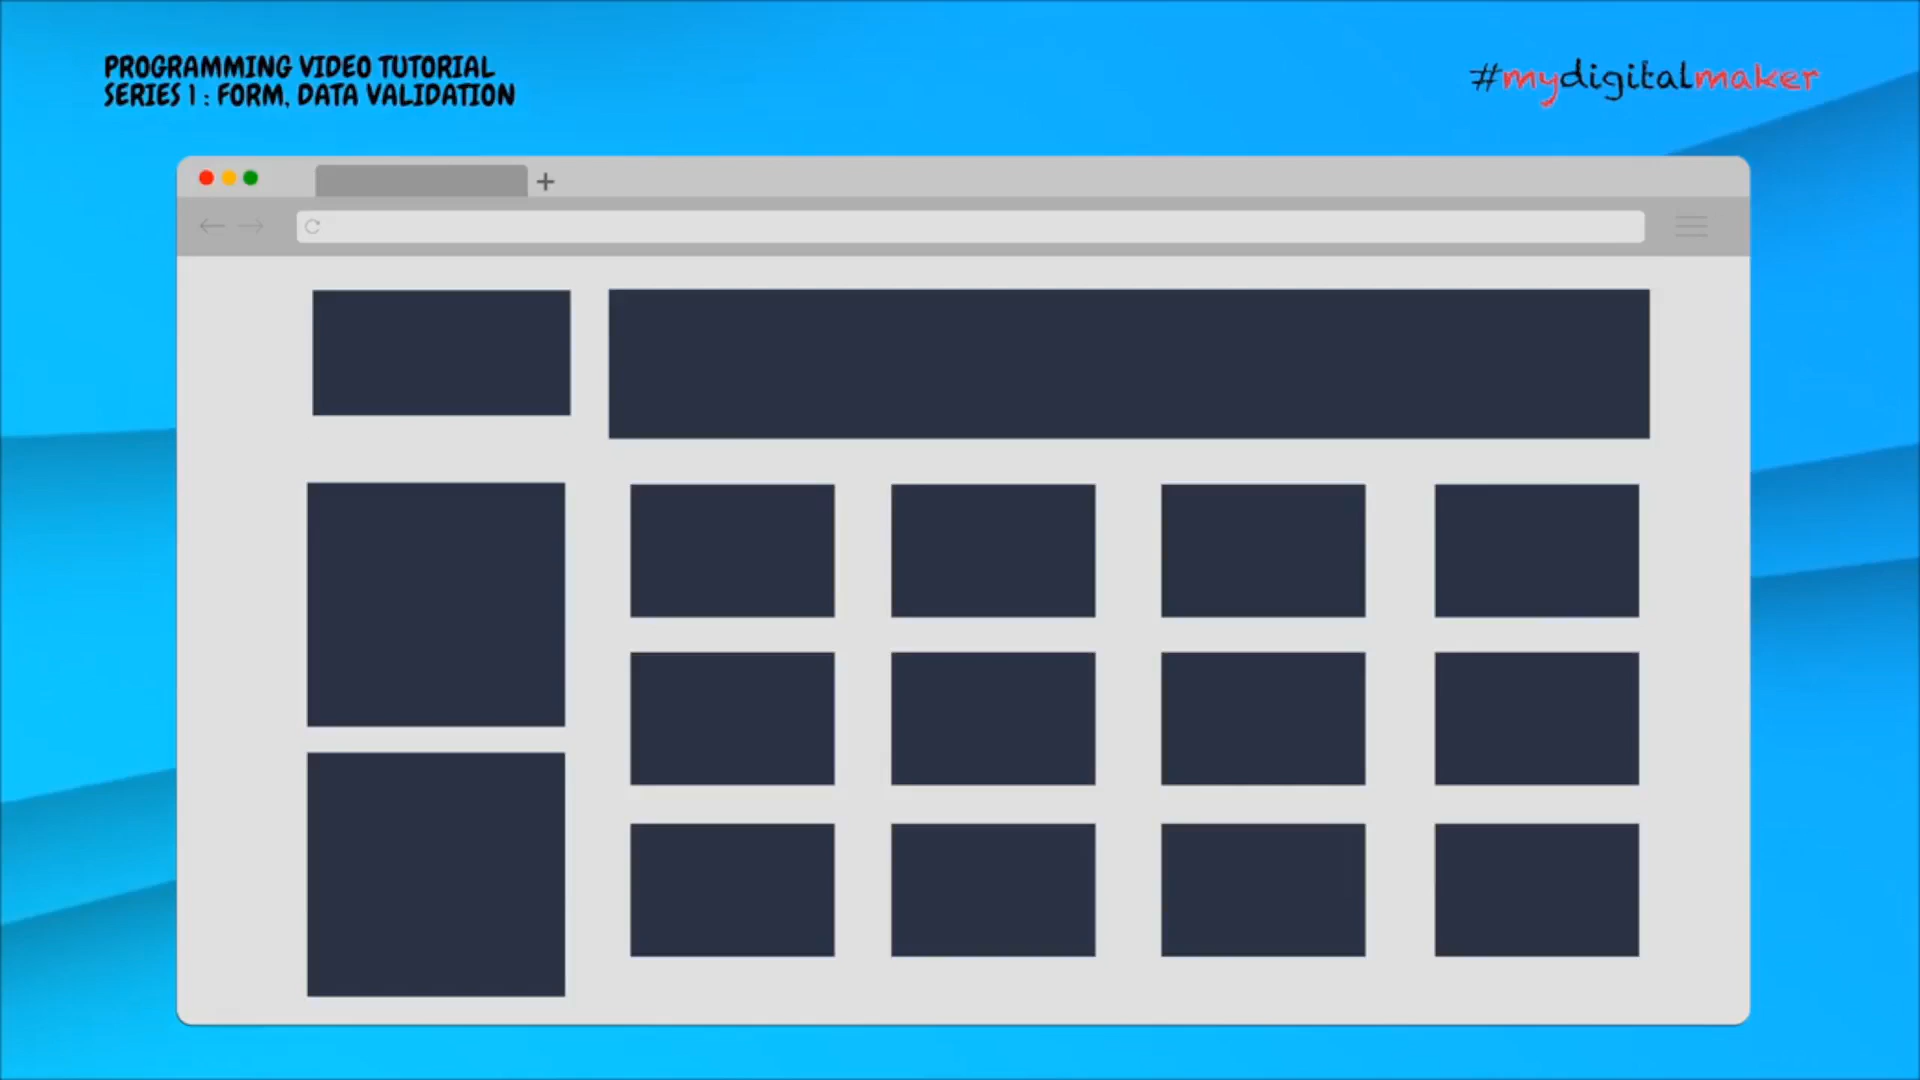 PROGRAMMING VIDEO TUTORIAL
SERIES 1 : FORM, DATA VALIDATION
#mydigitalmaker